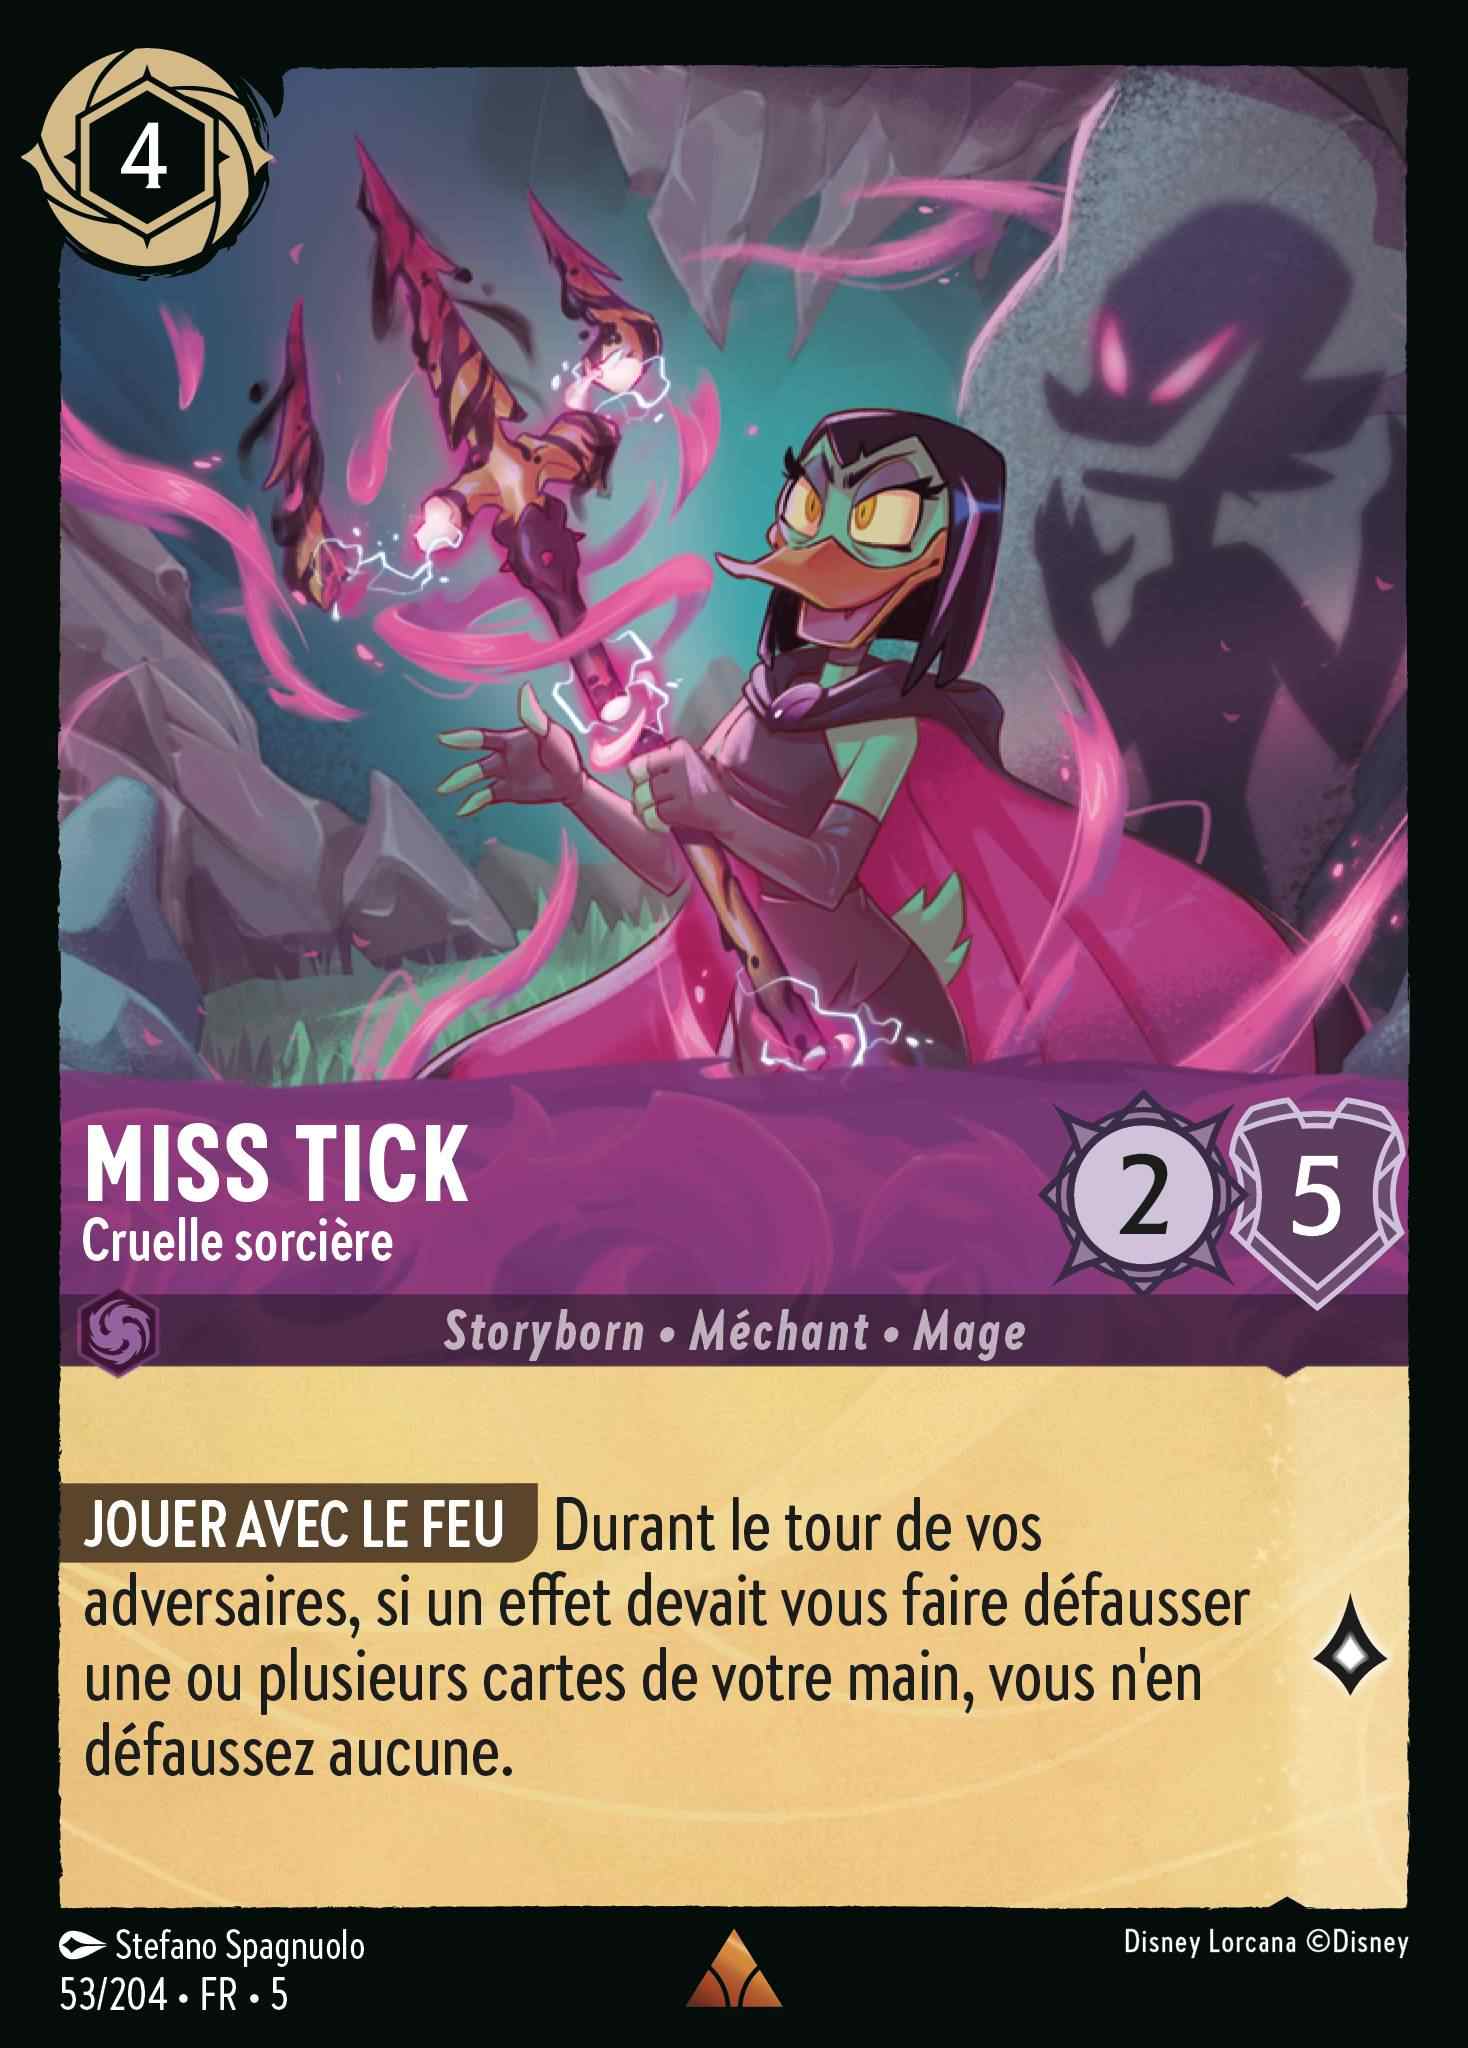 4
MISS TICK
Cruelle sorcière
2
5
Storyborn • Méchant • Mage
JOUER AVEC LE FEU Durant le tour de vos
adversaires, si un effet devait vous faire défausser
une ou plusieurs cartes de votre main, vous n'en
défaussez aucune.
Stefano Spagnuolo
Disney Lorcana ©Disney
53/204 • FR • 5